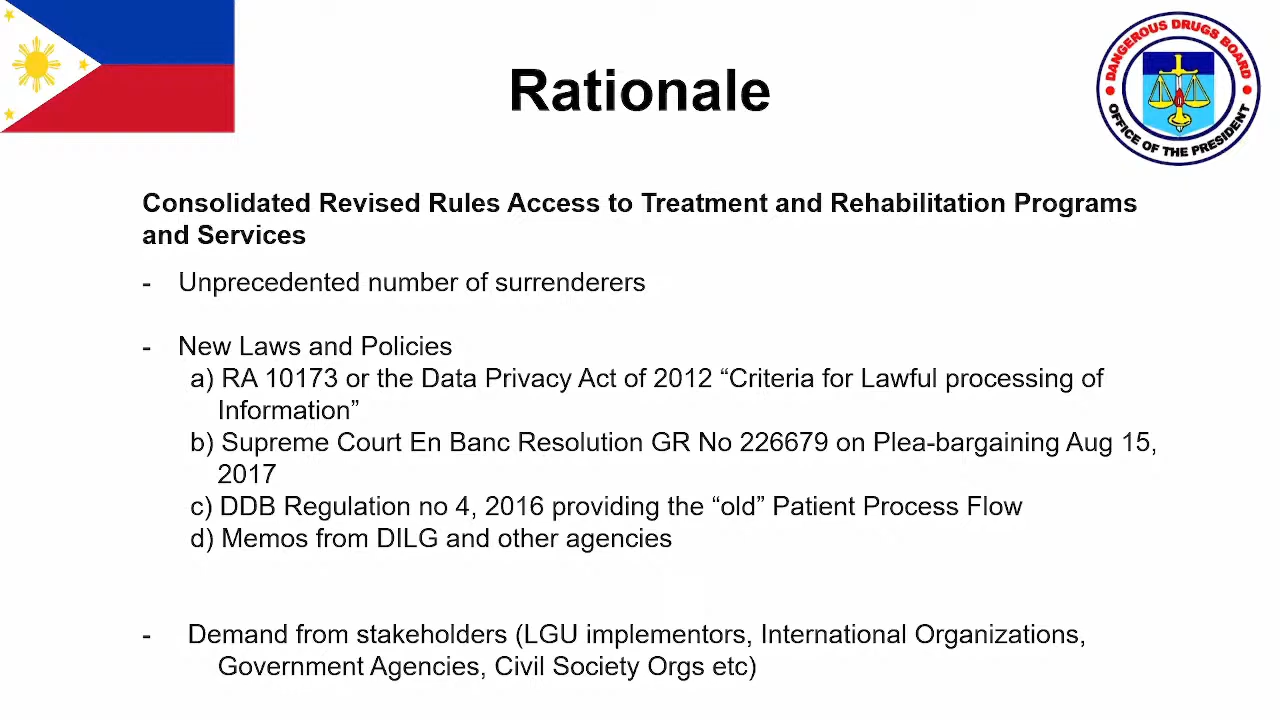 Rationale
DANGEROUS DRUGS BOARD
OFFICE OF THE PRESIDENT
Consolidated Revised Rules Access to Treatment and Rehabilitation Programs
and Services
- Unprecedented number of surrenderers
- New Laws and Policies
a) RA 10173 or the Data Privacy Act of 2012 “Criteria for Lawful processing of
Information”
b) Supreme Court En Banc Resolution GR No 226679 on Plea-bargaining Aug 15,
2017
c) DDB Regulation no 4, 2016 providing the “old” Patient Process Flow
d) Memos from DILG and other agencies
- Demand from stakeholders (LGU implementors, International Organizations,
Government Agencies, Civil Society Orgs etc)